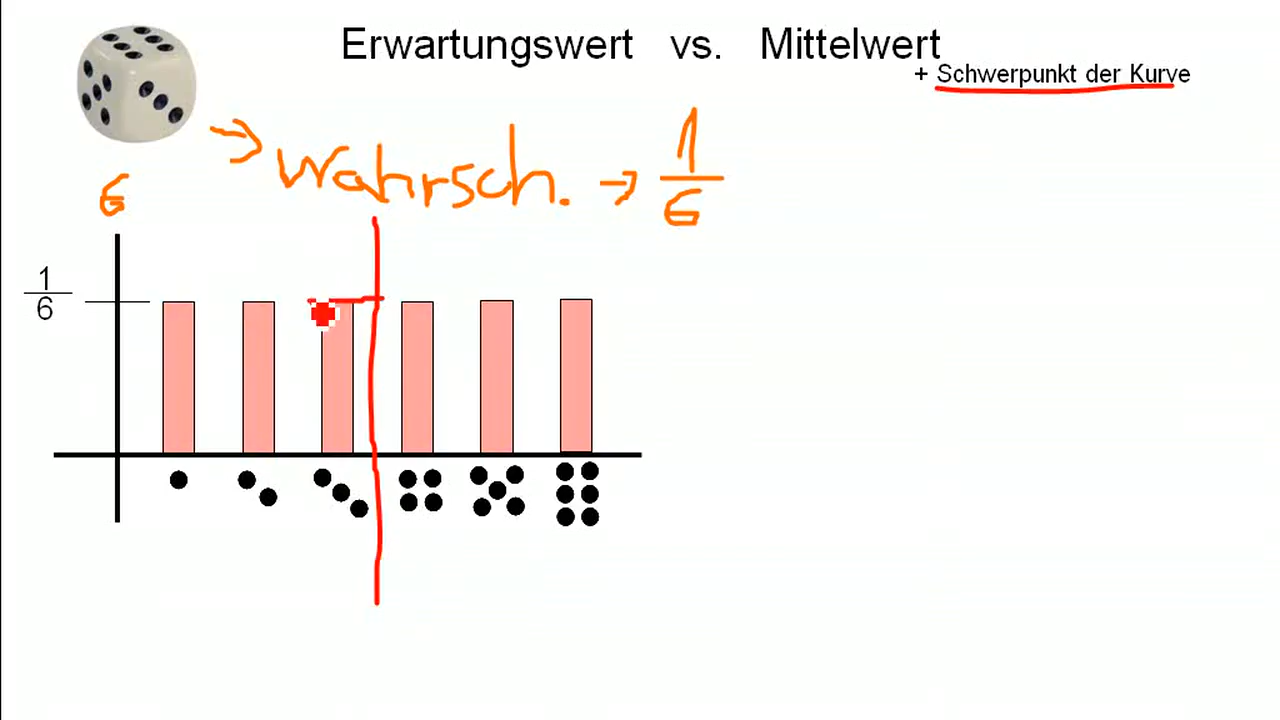 Erwartungswert vs. Mittelwert
+ Schwerpunkt der Kurve
→ Wahrsch. → 1/6
6
1
6